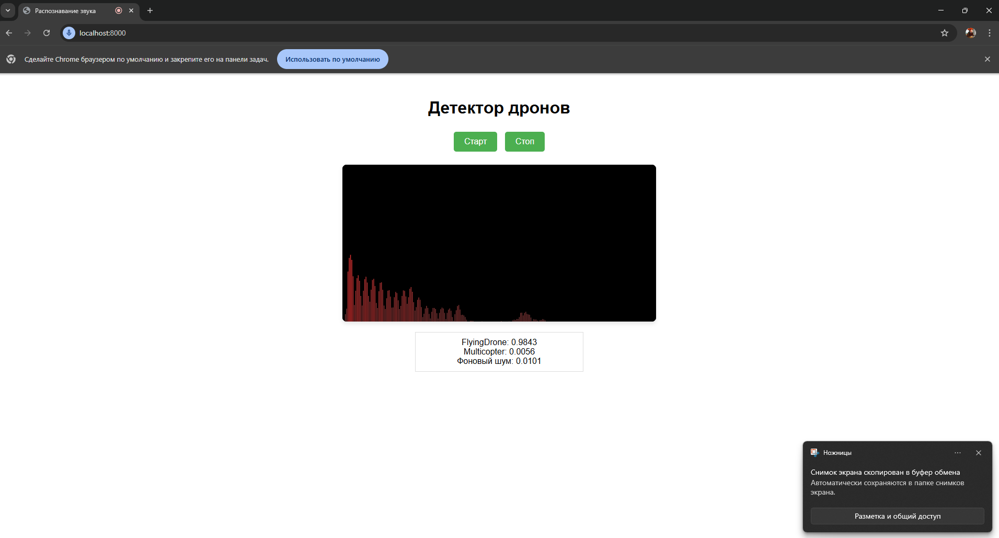 Распознавание звука
localhost:8000
Сделайте Chrome браузером по умолчанию и закрепите его на панели задач.
Использовать по умолчанию
Детектор дронов
Старт
Стоп
FlyingDrone: 0.9843
Multicopter: 0.0056
Фоновый шум: 0.0101
Ножницы
Снимок экрана скопирован в буфер обмена
Автоматически сохраняются в папке снимков
экрана.
Разметка и общий доступ